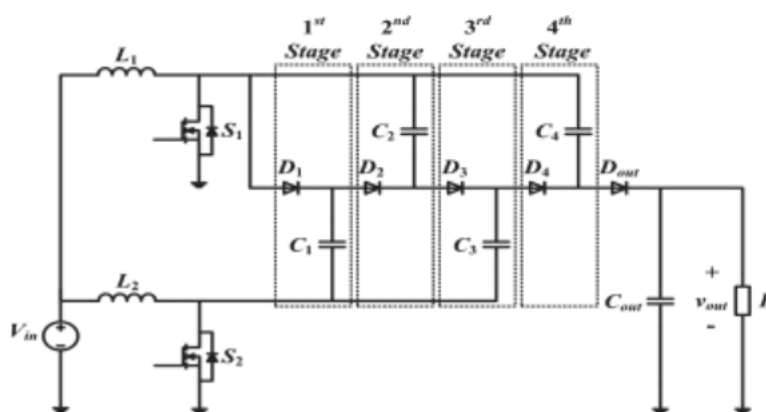 1st 2nd 3rd 4th
Stage Stage Stage Stage
L1
S1
C2 C4
D1 D2 D3 D4 Dout
C1 C3
L2
Vin
S2
Cout
+
vout
-
+
-